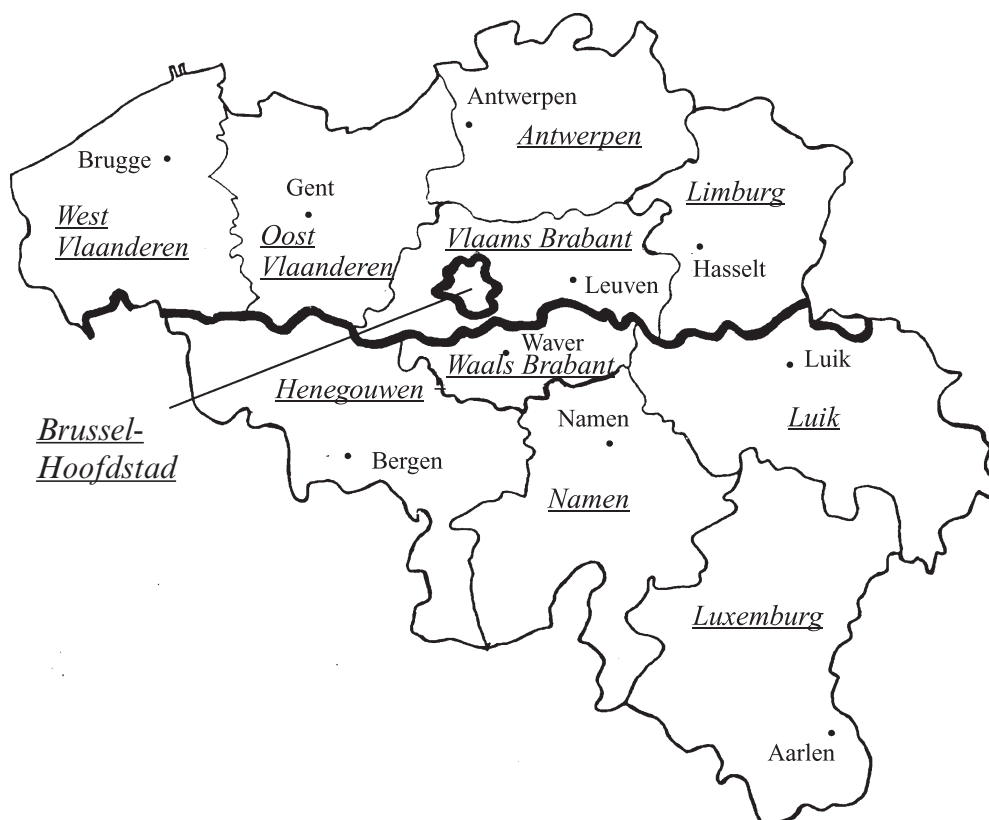 Antwerpen
Antwerpen
Brugge
Gent
Limburg
West
Vlaanderen
Oost
Vlaanderen
Vlaams Brabant
Hasselt
Leuven
Waver
Waals Brabant
Luik
Henegouwen
Luik
Namen
Brussel-
Hoofdstad
Bergen
Namen
Luxemburg
Aarlen